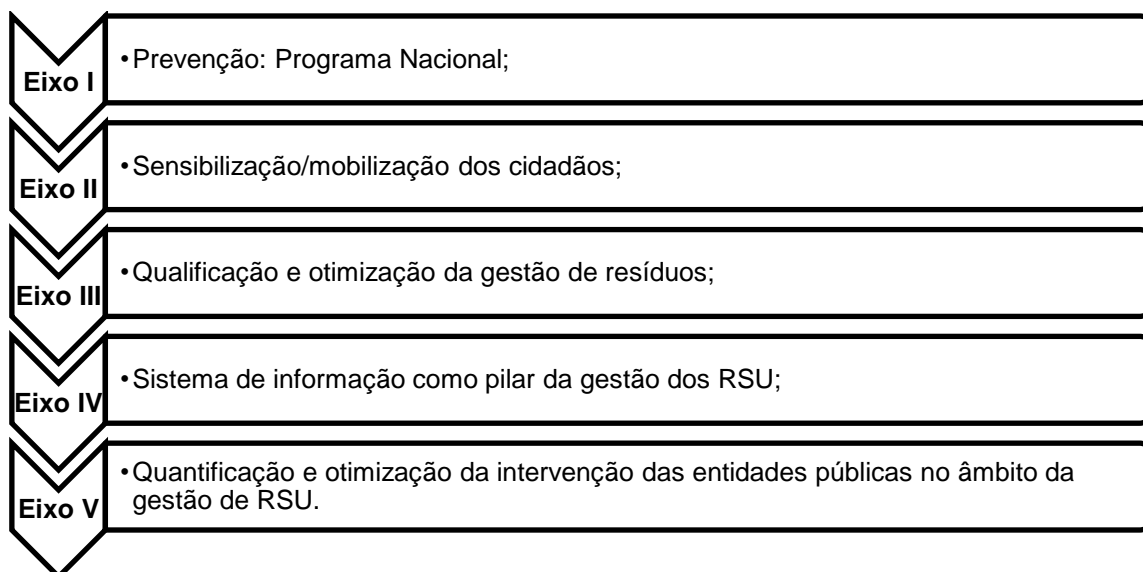 Eixo I
•Prevenção: Programa Nacional;
Eixo II
•Sensibilização/mobilização dos cidadãos;
Eixo III
•Qualificação e otimização da gestão de resíduos;
Eixo IV
•Sistema de informação como pilar da gestão dos RSU;
Eixo V
•Quantificação e otimização da intervenção das entidades públicas no âmbito da
gestão de RSU.